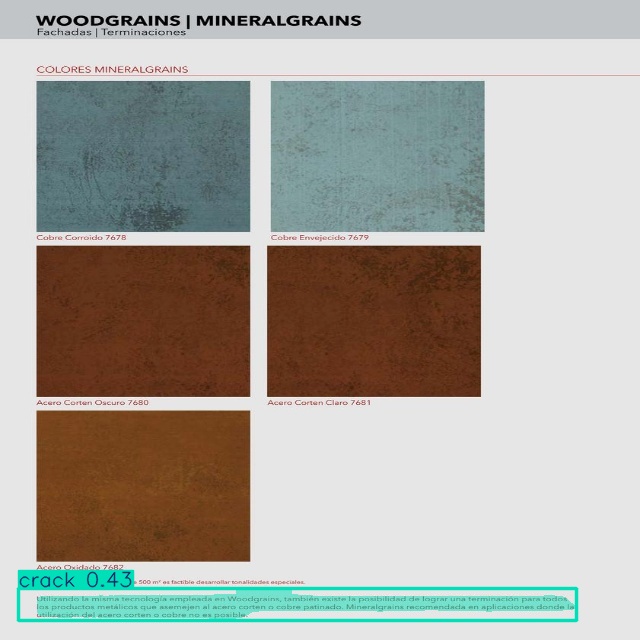 WOODGRAINS | MINERALGRAINS
Fachadas | Terminaciones
COLORES MINERALGRAINS
Cobre Corroido 7678
Cobre Envejecido 7679
Acero Corten Oscuro 7680
Acero Corten Claro 7681
Acero Oxidado 7682
crack 0.43
500 m² es factible desarrollar tonalidades especiales.
Utilizando la misma tecnología empleada en Woodgrains, también existe la posibilidad de lograr una terminación para todos
los productos metálicos que asemejen al acero corten o cobre patinado. Mineralgrains recomendada en aplicaciones donde la
utilización del acero corten o cobre no es posible.